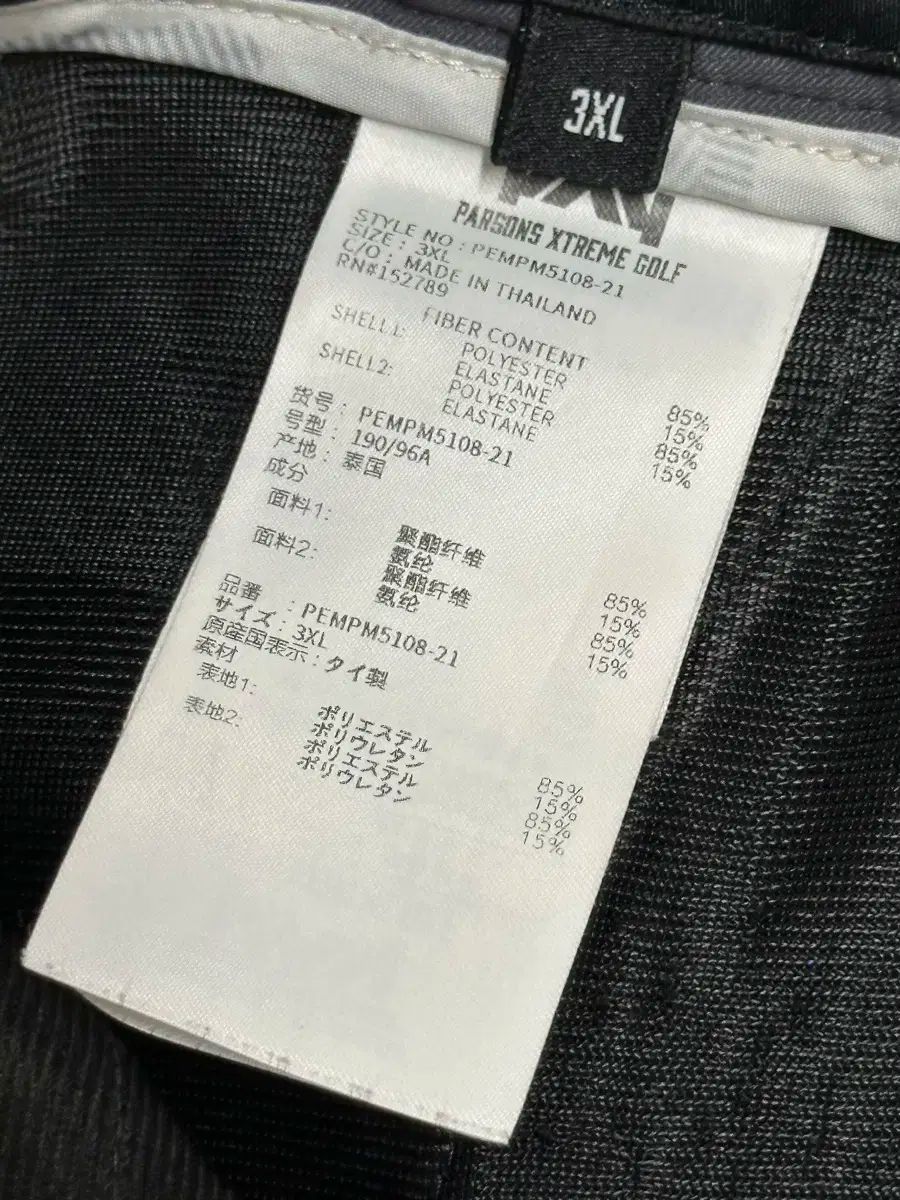 3XL
PARSONS XTREME GOLF
STYLE NO : PEMPM5108-21
SIZE : 3XL
C/O : MADE IN THAILAND
RN#152789
FIBER CONTENT
SHELL1: POLYESTER 85%
ELASTANE 15%
SHELL2: POLYESTER 85%
ELASTANE 15%
货号 : PEMPM5108-21
号型 : 190/96A
产地 : 泰国
成分
面料1: 聚酯纤维 85%
氨纶 15%
面料2: 聚酯纤维 85%
氨纶 15%
品番 : PEMPM5108-21
サイズ : 3XL
原産国表示 : タイ製
素材
表地1: ポリエステル 85%
ポリウレタン 15%
表地2: ポリエステル 85%
ポリウレタン 15%